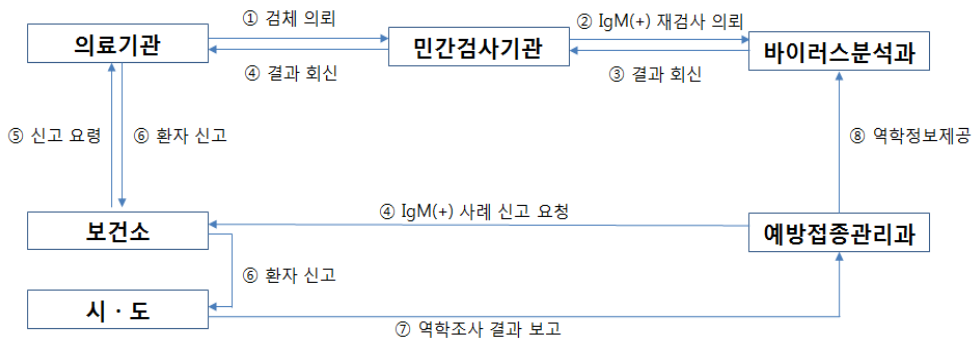 ① 검체 의뢰
② IgM(+) 재검사 의뢰
의료기관
민간검사기관
바이러스분석과
④ 결과 회신
③ 결과 회신
⑤ 신고 요령
⑥ 환자 신고
⑧ 역학정보제공
④ IgM(+) 사례 신고 요청
보건소
예방접종관리과
⑥ 환자 신고
시 · 도
⑦ 역학조사 결과 보고